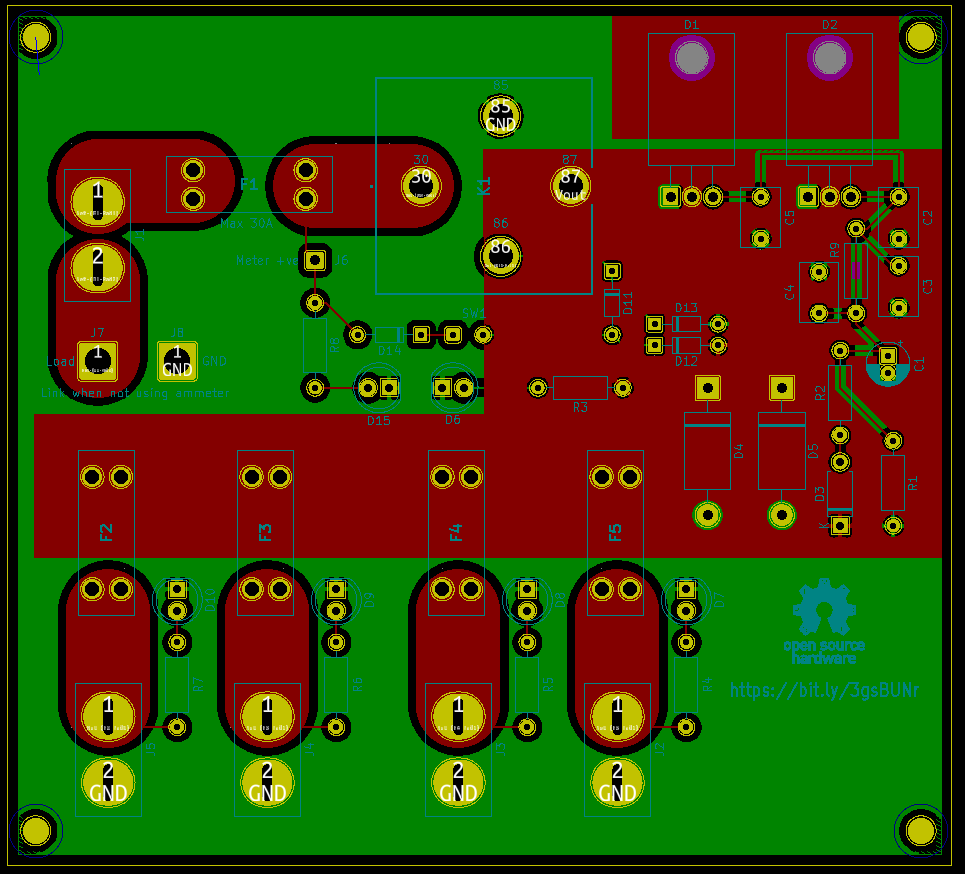 D1
D2
85
85
GND
30
30
87
87
Vout
K1
F1
1
J1
Max 30A
2
86
86
Meter +ve
J6
C5
C2
R9
C4
C3
D11
SW1
D13
D12
D14
R8
C1
J7
J8
1
1
GND
GND
Load
Link when not using ammeter
D15
D6
R3
R2
D4
D5
D3
K
R1
F2
F3
F4
F5
D10
D9
D8
D7
R7
R6
R5
R4
open source
hardware
https://bit.ly/3gsBUNr
1
1
1
1
J5
J4
J3
J2
2
GND
2
GND
2
GND
2
GND